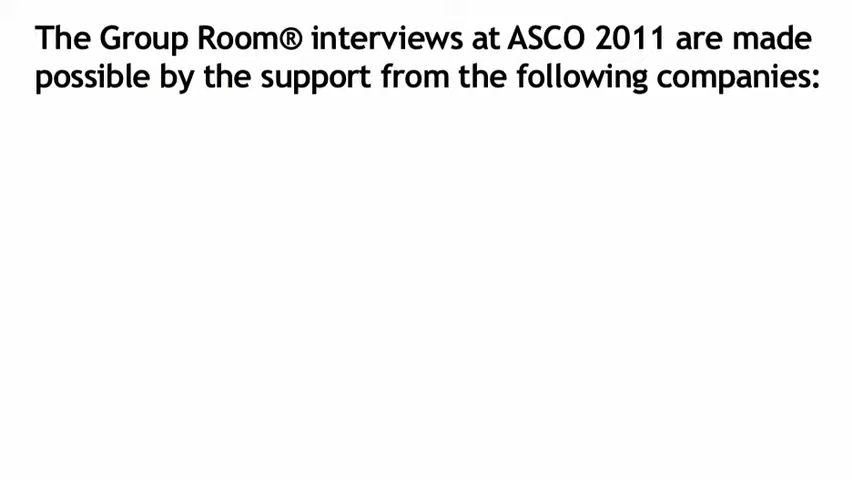 The Group Room® interviews at ASCO 2011 are made
possible by the support from the following companies: